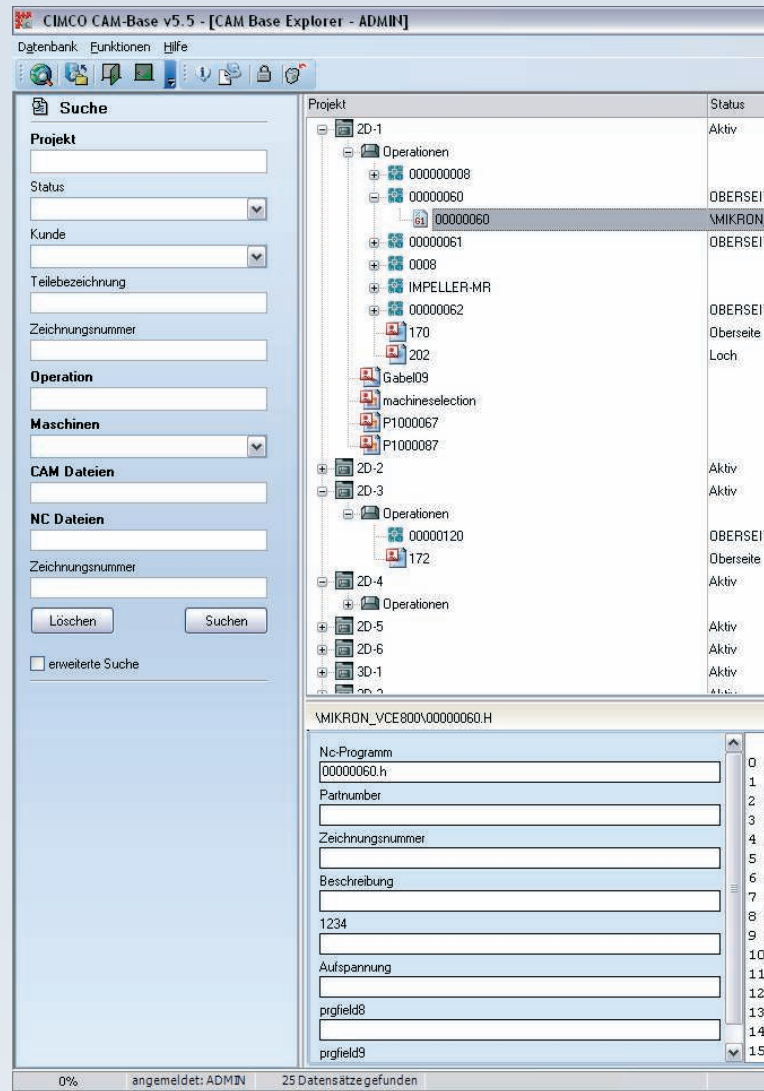 CIMCO CAM-Base v5.5 - [CAM Base Explorer - ADMIN]
Datenbank Funktionen Hilfe
Suche
Projekt
Status
Kunde
Teilebezeichnung
Zeichnungsnummer
Operation
Maschinen
CAM Dateien
NC Dateien
Zeichnungsnummer
Löschen Suchen
erweiterte Suche
Projekt Status
2D-1 Aktiv
Operationen
000000008
00000060 OBERSEI
G1 00000060 \MIKRON
00000061 OBERSEI
0008
IMPELLER-MR
00000062 OBERSEI
170 Oberseite
202 Loch
Gabel09
machineselection
P1000067
P1000087
2D-2 Aktiv
2D-3 Aktiv
Operationen
00000120 OBERSEI
172 Oberseite
2D-4 Aktiv
Operationen
2D-5 Aktiv
2D-6 Aktiv
3D-1 Aktiv
\MIKRON_VCE800\00000060.H
Nc-Programm
00000060.h
Partnumber
Zeichnungsnummer
Beschreibung
1234
Aufspannung
prgfield8
prgfield9
0
1
2
3
4
5
6
7
8
9
10
11
12
13
14
15
0% angemeldet: ADMIN 25 Datensätze gefunden